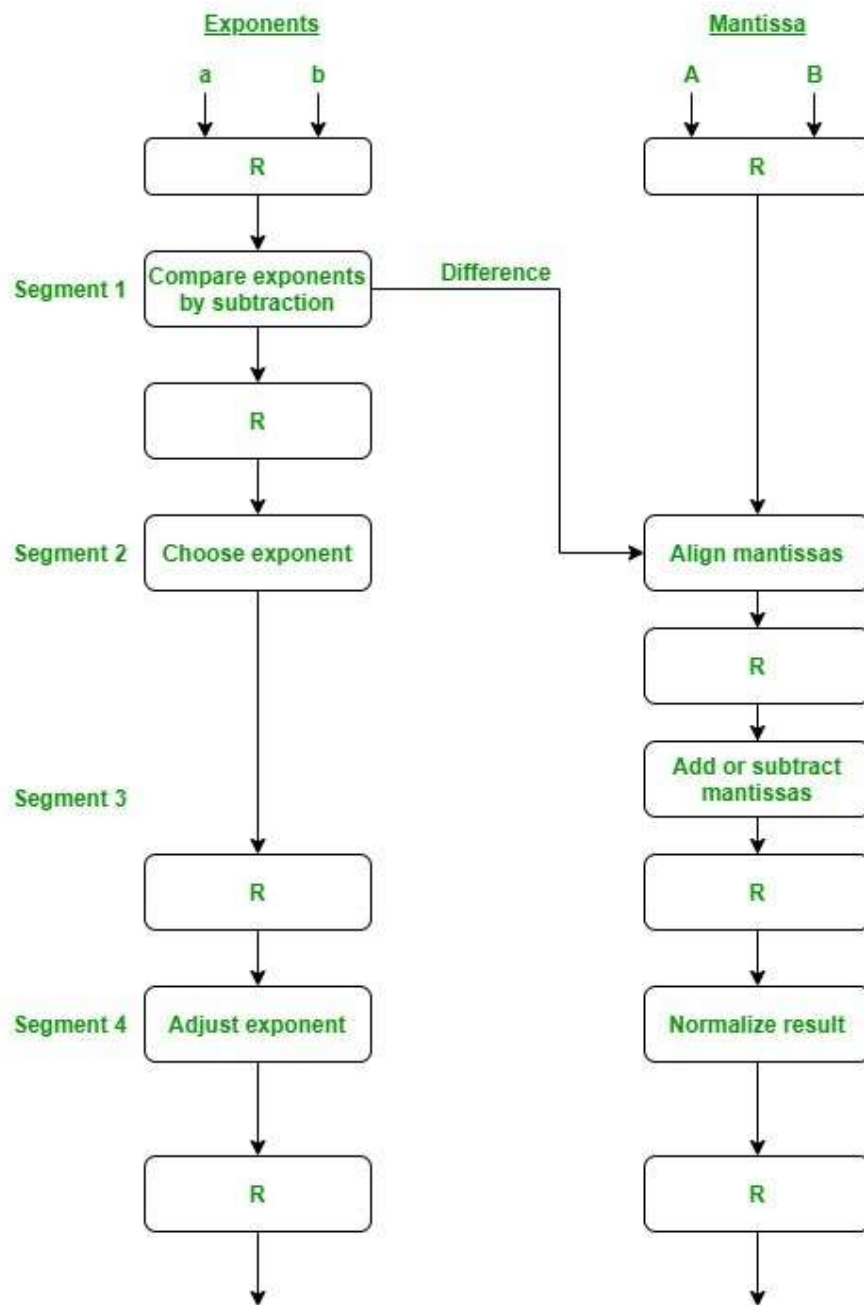 Exponents
Mantissa
a
b
A
B
R
R
Segment 1
Compare exponents
by subtraction
Difference
R
Segment 2
Choose exponent
Align mantissas
R
Segment 3
Add or subtract
mantissas
R
R
Segment 4
Adjust exponent
Normalize result
R
R